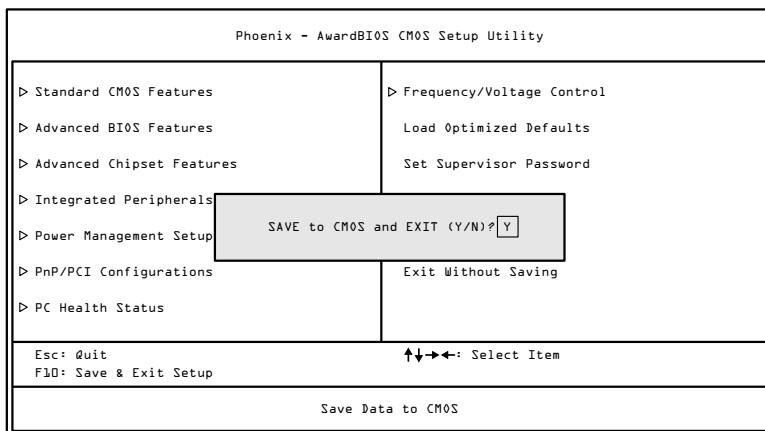 Phoenix - AwardBIOS CMOS Setup Utility
▷ Standard CMOS Features
▷ Advanced BIOS Features
▷ Advanced Chipset Features
▷ Integrated Peripherals
▷ Power Management Setup
▷ PnP/PCI Configurations
▷ PC Health Status
▷ Frequency/Voltage Control
Load Optimized Defaults
Set Supervisor Password
Exit Without Saving
SAVE to CMOS and EXIT (Y/N)? Y
Esc: Quit
F10: Save & Exit Setup
↑↓→←: Select Item
Save Data to CMOS